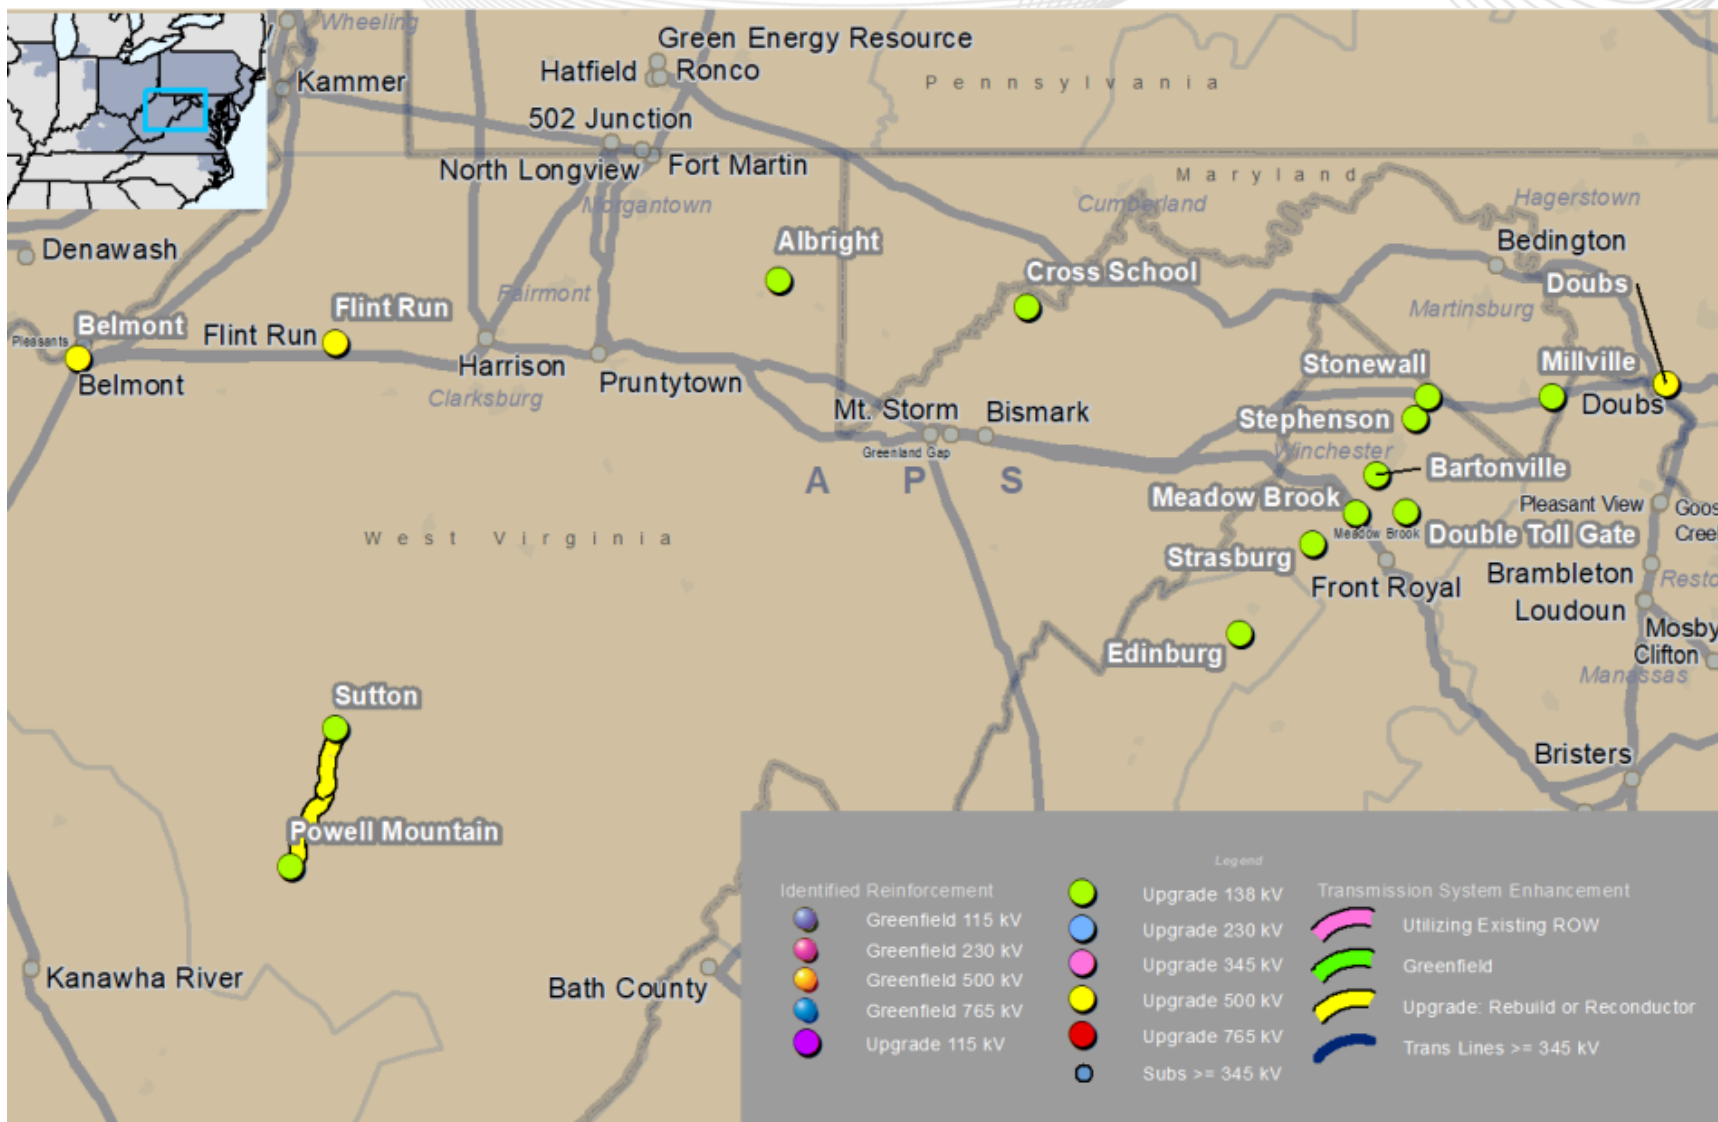 Wheeling
Green Energy Resource
Kammer
Hatfield
Ronco
Pennsylvania
502 Junction
North Longview
Fort Martin
Maryland
Morgantown
Cumberland
Hagerstown
Denawash
Albright
Bedington
Cross School
Doubs
Fairmont
Flint Run
Martinsburg
Belmont
Pleasants
Flint Run
Harrison
Stonewall
Millville
Belmont
Pruntytown
Clarksburg
Mt. Storm
Bismark
Doubs
Stephenson
Greenland Gap
Winchester
A P S
Bartonville
Meadow Brook
Pleasant View
Goos
Creek
Meadow Brook
Double Toll Gate
West Virginia
Strasburg
Front Royal
Brambleton
Resto
Loudoun
Mosby
Edinburg
Clifton
Manassas
Sutton
Bristers
Powell Mountain
Kanawha River
Bath County
Legend
Identified Reinforcement
Greenfield 115 kV
Greenfield 230 kV
Greenfield 500 kV
Greenfield 765 kV
Upgrade 115 kV
Upgrade 138 kV
Upgrade 230 kV
Upgrade 345 kV
Upgrade 500 kV
Upgrade 765 kV
Subs >= 345 kV
Transmission System Enhancement
Utilizing Existing ROW
Greenfield
Upgrade: Rebuild or Reconductor
Trans Lines >= 345 kV